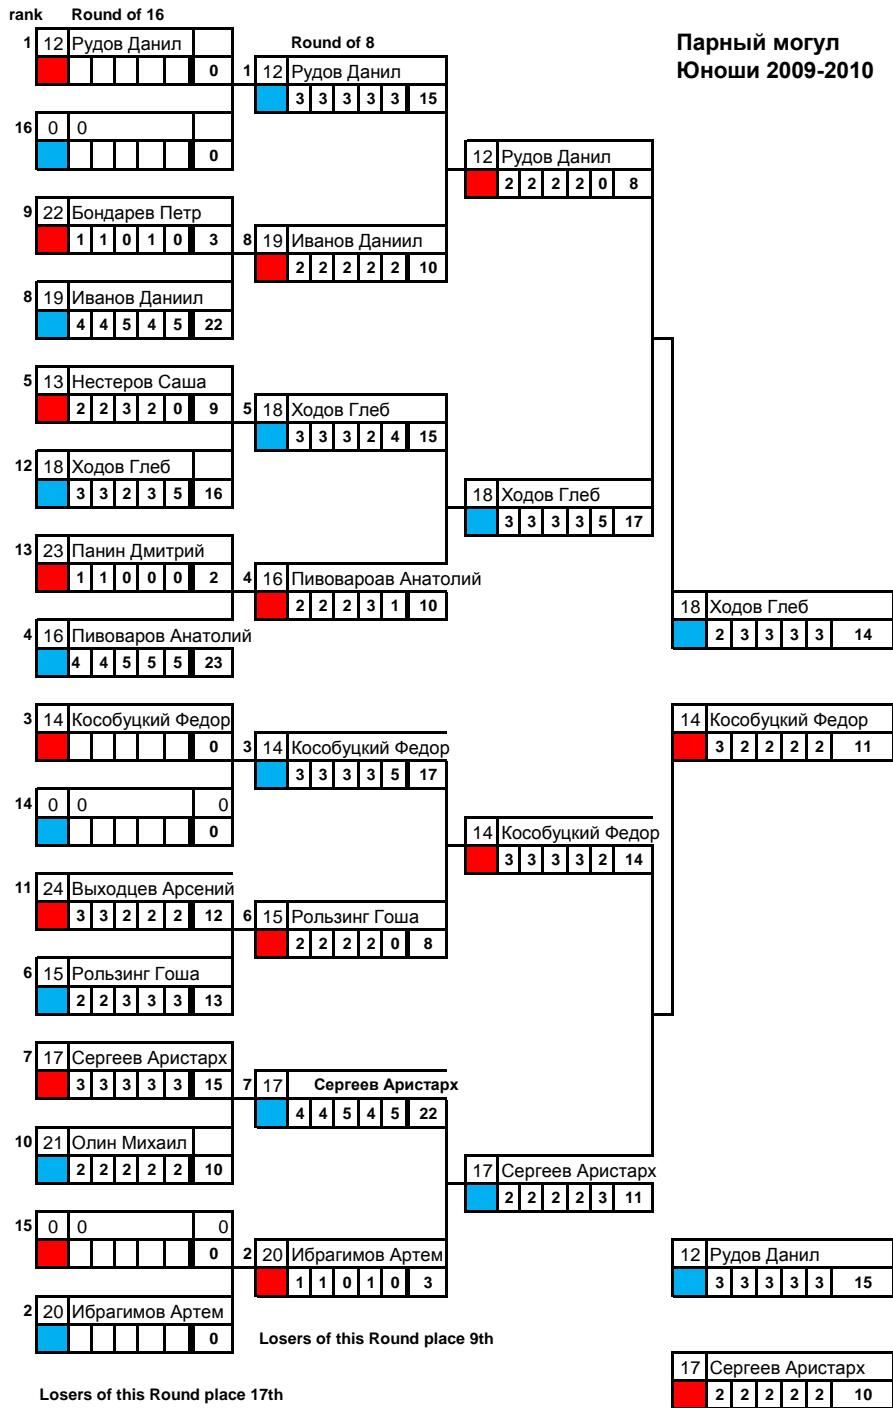 rank Round of 16
1 12 Рудов Данил
0
16 0 0
0
9 22 Бондарев Петр
1 1 0 1 0 3
8 19 Иванов Даниил
4 4 5 4 5 22
5 13 Нестеров Саша
2 2 3 2 0 9
12 18 Ходов Глеб
3 3 2 3 5 16
13 23 Панин Дмитрий
1 1 0 0 0 2
4 16 Пивоваров Анатолий
4 4 5 5 5 23
3 14 Кособуцкий Федор
0
14 0 0 0
0
11 24 Выходцев Арсений
3 3 2 2 2 12
6 15 Рользинг Гоша
2 2 3 3 3 13
7 17 Сергеев Аристарх
3 3 3 3 3 15
10 21 Олин Михаил
2 2 2 2 2 10
15 0 0 0
0
2 20 Ибрагимов Артем
0
Losers of this Round place 17th
Round of 8
1 12 Рудов Данил
3 3 3 3 3 15
8 19 Иванов Даниил
2 2 2 2 2 10
5 18 Ходов Глеб
3 3 3 2 4 15
4 16 Пивовароав Анатолий
2 2 2 3 1 10
3 14 Кособуцкий Федор
3 3 3 3 5 17
6 15 Рользинг Гоша
2 2 2 2 0 8
7 17 Сергеев Аристарх
4 4 5 4 5 22
2 20 Ибрагимов Артем
1 1 0 1 0 3
Losers of this Round place 9th
12 Рудов Данил
2 2 2 2 0 8
18 Ходов Глеб
3 3 3 3 5 17
14 Кособуцкий Федор
3 3 3 3 2 14
17 Сергеев Аристарх
2 2 2 2 3 11
Парный могул
Юноши 2009-2010
18 Ходов Глеб
2 3 3 3 3 14
14 Кособуцкий Федор
3 2 2 2 2 11
12 Рудов Данил
3 3 3 3 3 15
17 Сергеев Аристарх
2 2 2 2 2 10